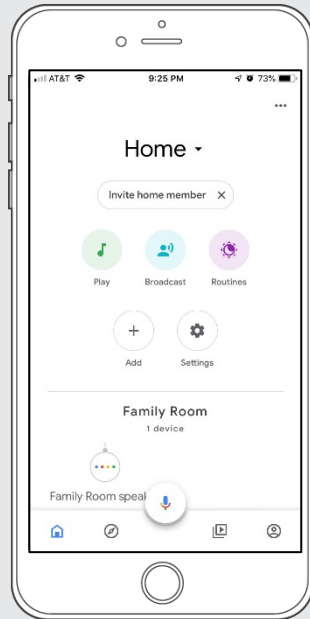 AT&T 9:25 PM 73%
Home
Invite home member
Play Broadcast Routines
Add Settings
Family Room
1 device
Family Room speak